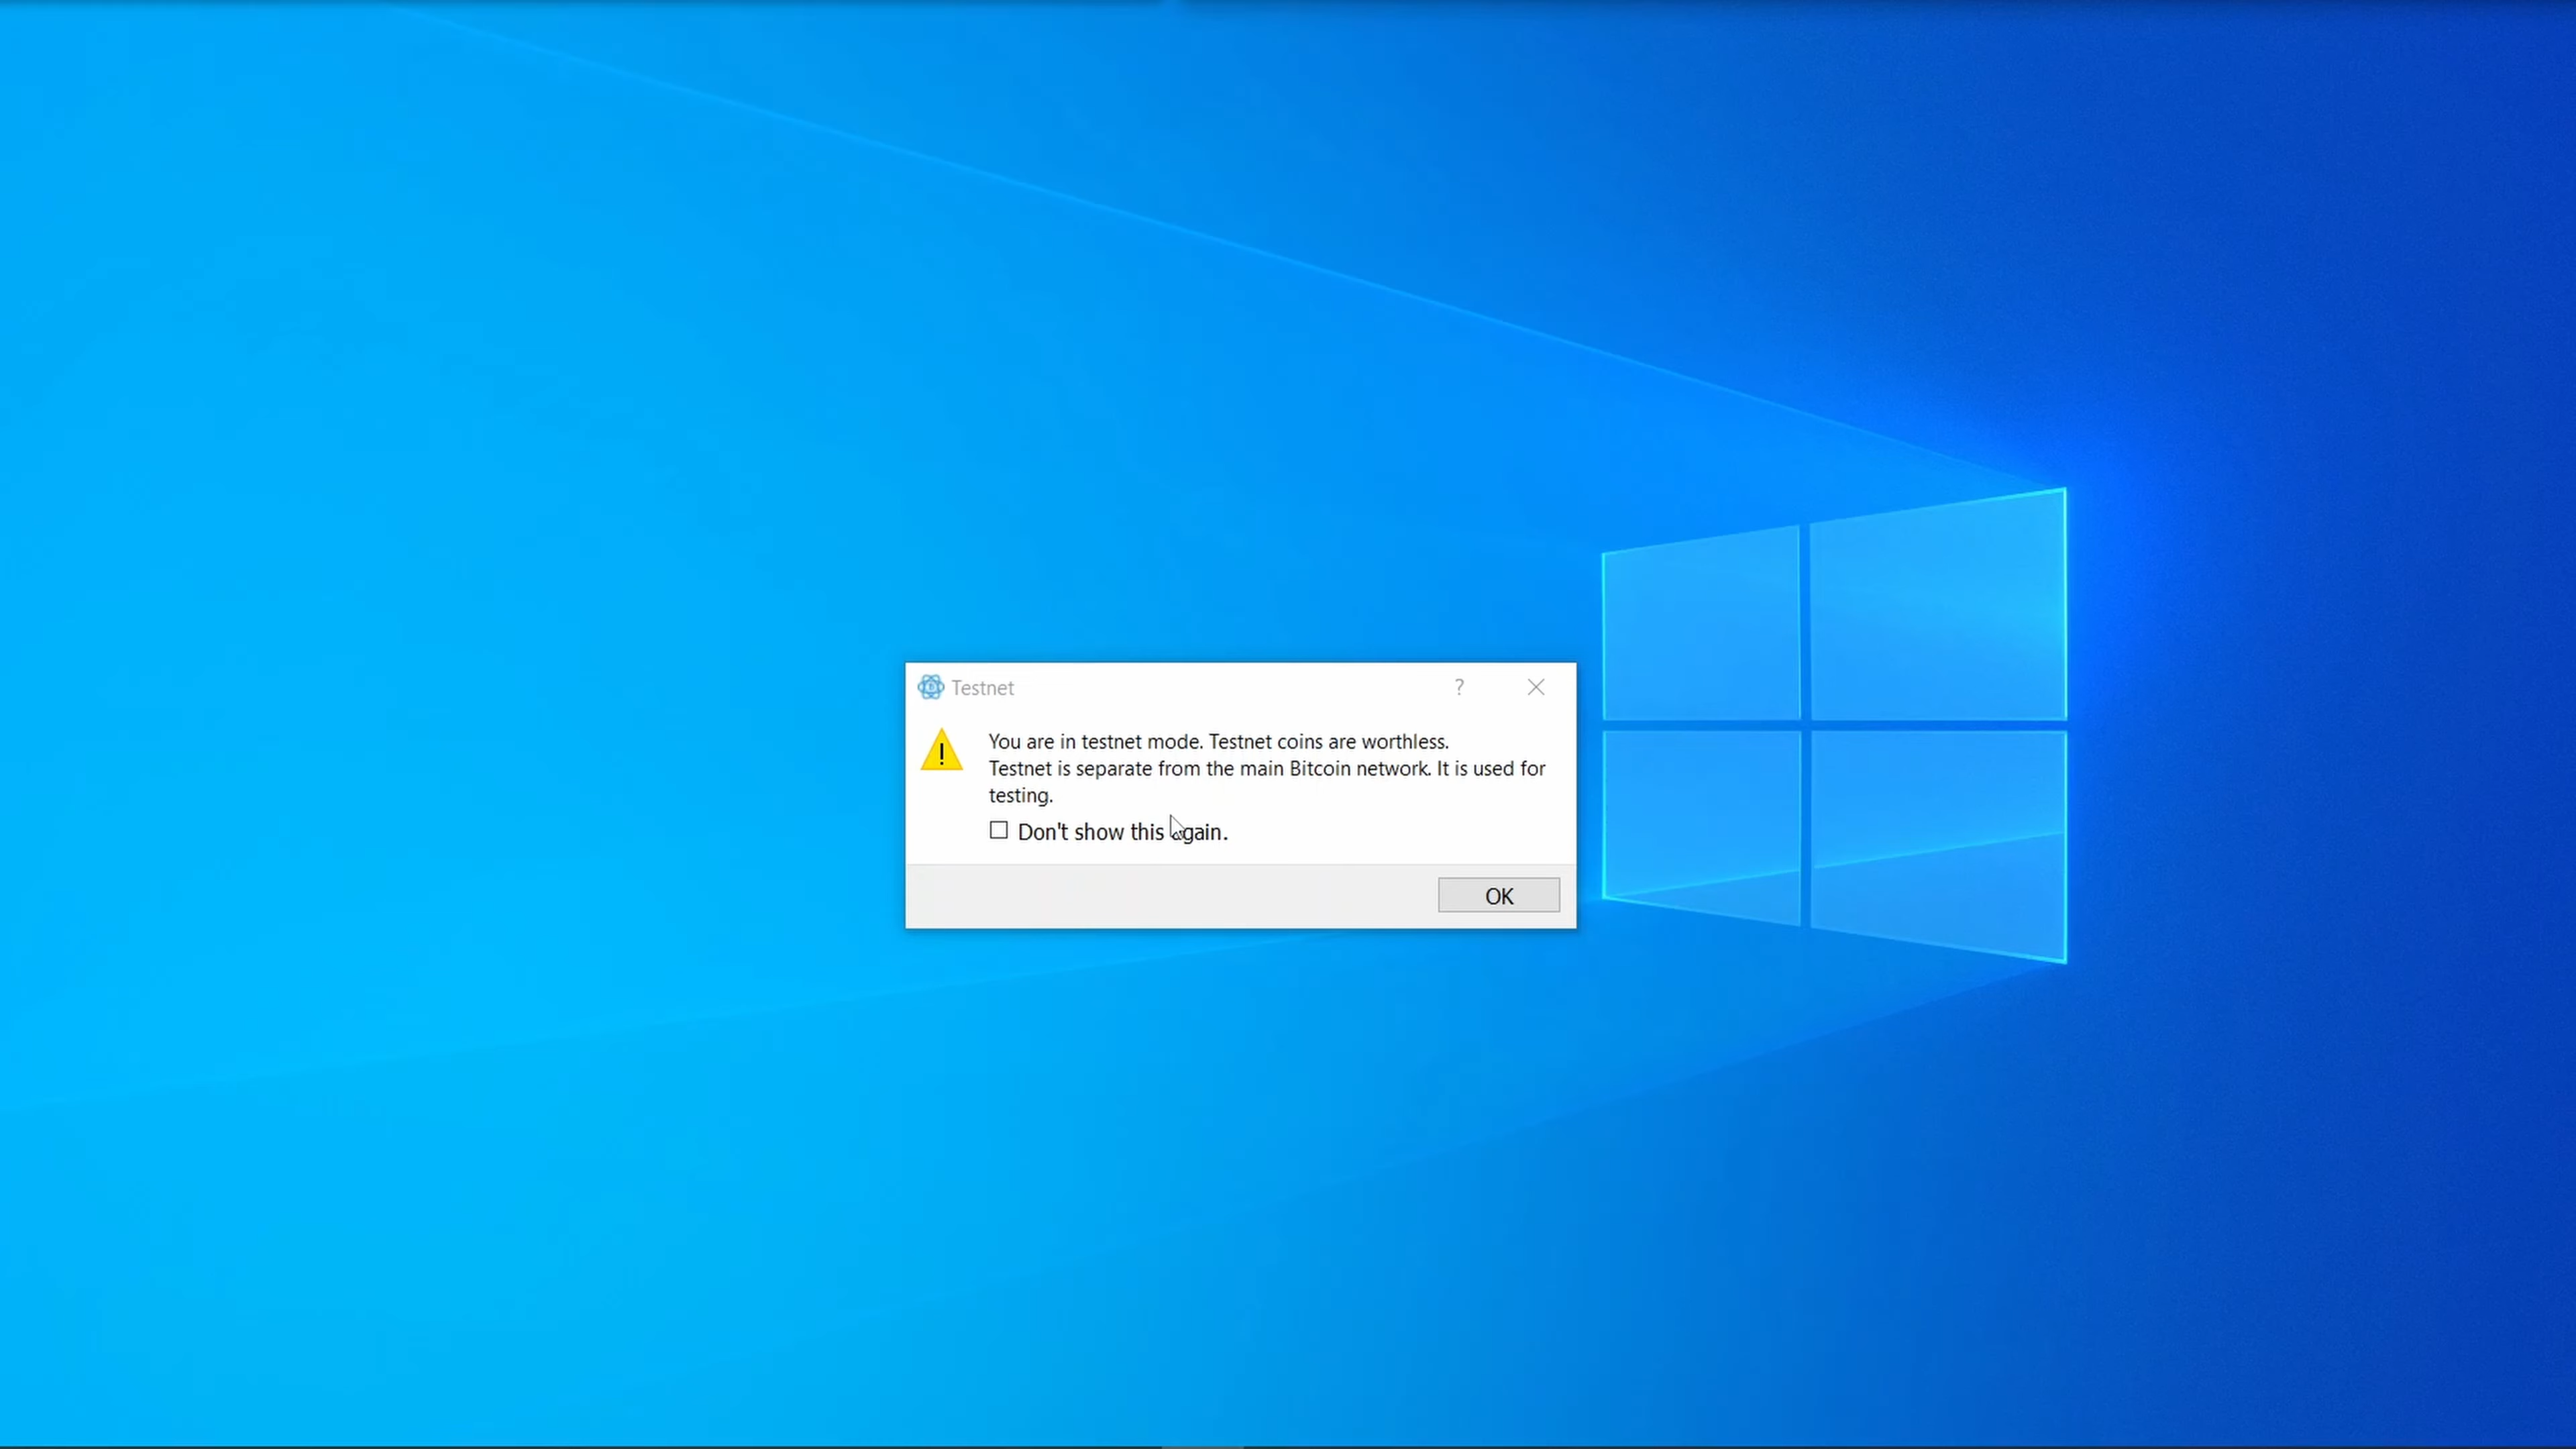 Testnet
?
You are in testnet mode. Testnet coins are worthless.
Testnet is separate from the main Bitcoin network. It is used for
testing.
Don't show this again.
OK